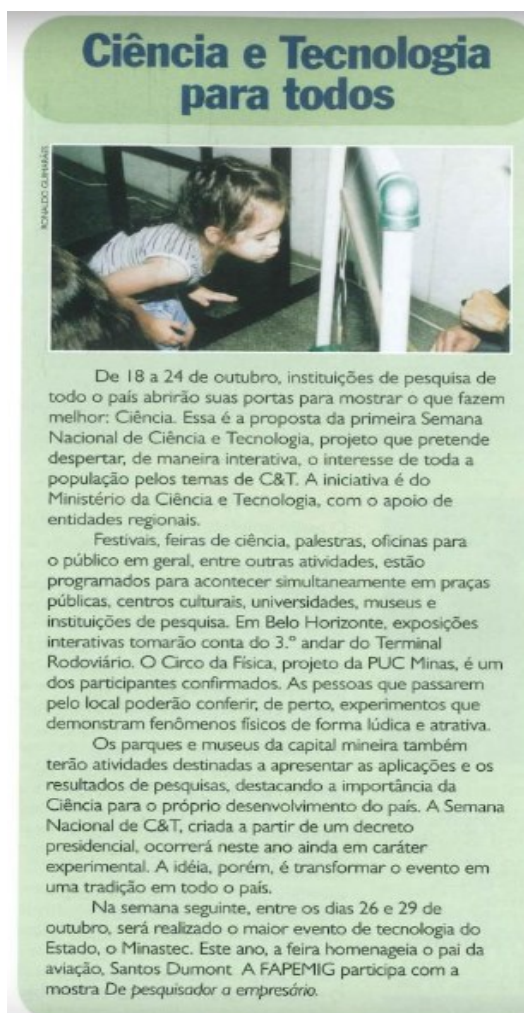 Ciência e Tecnologia
para todos
RONALDO GUIMARÃES
De 18 a 24 de outubro, instituições de pesquisa de
todo o país abrirão suas portas para mostrar o que fazem
melhor: Ciência. Essa é a proposta da primeira Semana
Nacional de Ciência e Tecnologia, projeto que pretende
despertar, de maneira interativa, o interesse de toda a
população pelos temas de C&T. A iniciativa é do
Ministério da Ciência e Tecnologia, com o apoio de
entidades regionais.
Festivais, feiras de ciência, palestras, oficinas para
o público em geral, entre outras atividades, estão
programados para acontecer simultaneamente em praças
públicas, centros culturais, universidades, museus e
instituições de pesquisa. Em Belo Horizonte, exposições
interativas tomarão conta do 3.º andar do Terminal
Rodoviário. O Circo da Física, projeto da PUC Minas, é um
dos participantes confirmados. As pessoas que passarem
pelo local poderão conferir, de perto, experimentos que
demonstram fenômenos físicos de forma lúdica e atrativa.
Os parques e museus da capital mineira também
terão atividades destinadas a apresentar as aplicações e os
resultados de pesquisas, destacando a importância da
Ciência para o próprio desenvolvimento do país. A Semana
Nacional de C&T, criada a partir de um decreto
presidencial, ocorrerá neste ano ainda em caráter
experimental. A idéia, porém, é transformar o evento em
uma tradição em todo o país.
Na semana seguinte, entre os dias 26 e 29 de
outubro, será realizado o maior evento de tecnologia do
Estado, o Minastec. Este ano, a feira homenageia o pai da
aviação, Santos Dumont A FAPEMIG participa com a
mostra De pesquisador a empresário.